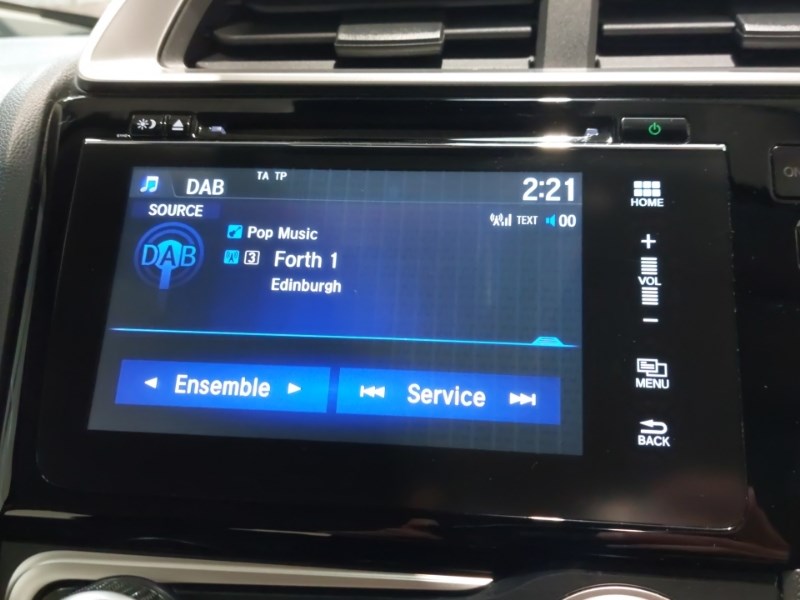 DAB
TA TP
2:21
HOME
SOURCE
TEXT
00
DAB
Pop Music
3 Forth 1
Edinburgh
VOL
Ensemble
Service
MENU
BACK
ON